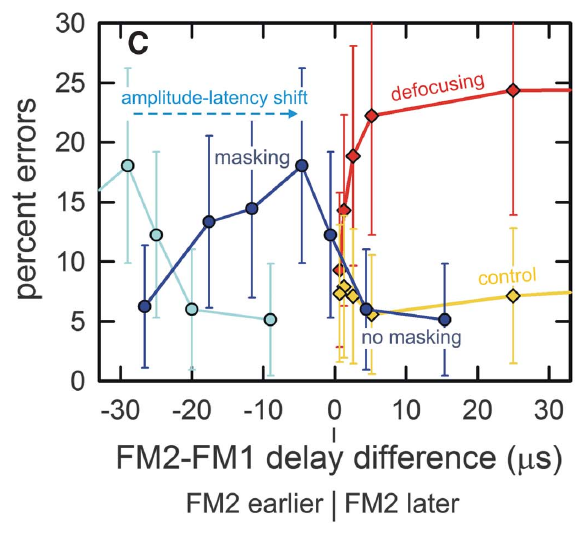 C
30
25
20
15
10
5
0
percent errors
amplitude-latency shift
masking
defocusing
control
no masking
-30 -20 -10 0 10 20 30
FM2-FM1 delay difference (μs)
FM2 earlier | FM2 later